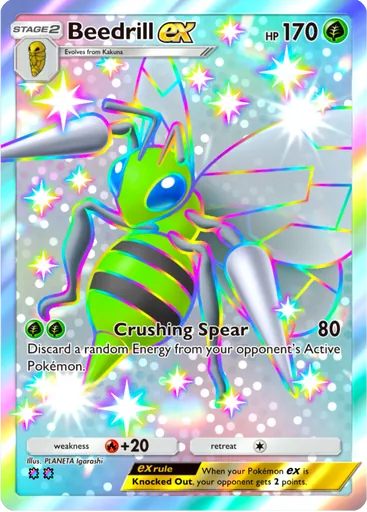 STAGE 2 Beedrill ex HP 170
Evolves from Kakuna
Crushing Spear 80
Discard a random Energy from your opponent's Active
Pokémon.
weakness +20 retreat
Illus. PLANETA Igarashi
ex rule When your Pokémon ex is
Knocked Out, your opponent gets 2 points.